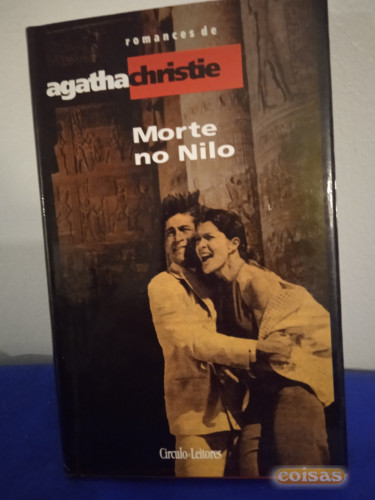 romances de
agathachristie
Morte
no Nilo
Círculo-Leitores
coisas